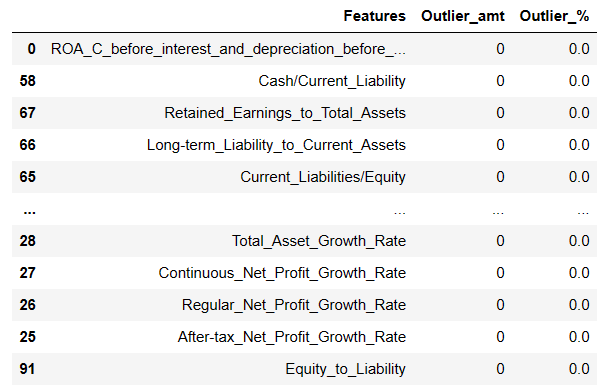 Features Outlier_amt Outlier_%
0 ROA_C_before_interest_and_depreciation_before_... 0 0.0
58 Cash/Current_Liability 0 0.0
67 Retained_Earnings_to_Total_Assets 0 0.0
66 Long-term_Liability_to_Current_Assets 0 0.0
65 Current_Liabilities/Equity 0 0.0
... ... ... ...
28 Total_Asset_Growth_Rate 0 0.0
27 Continuous_Net_Profit_Growth_Rate 0 0.0
26 Regular_Net_Profit_Growth_Rate 0 0.0
25 After-tax_Net_Profit_Growth_Rate 0 0.0
91 Equity_to_Liability 0 0.0